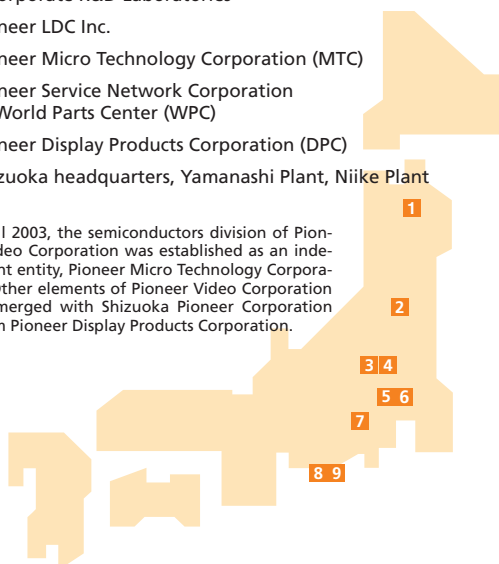 Corporate R&D Laboratories
neer LDC Inc.
neer Micro Technology Corporation (MTC)
neer Service Network Corporation
World Parts Center (WPC)
neer Display Products Corporation (DPC)
zuoka headquarters, Yamanashi Plant, Niike Plant
l 2003, the semiconductors division of Pion-
deo Corporation was established as an inde-
nt entity, Pioneer Micro Technology Corpora-
Other elements of Pioneer Video Corporation
merged with Shizuoka Pioneer Corporation
m Pioneer Display Products Corporation.
1
2
3 4
5 6
7
8 9